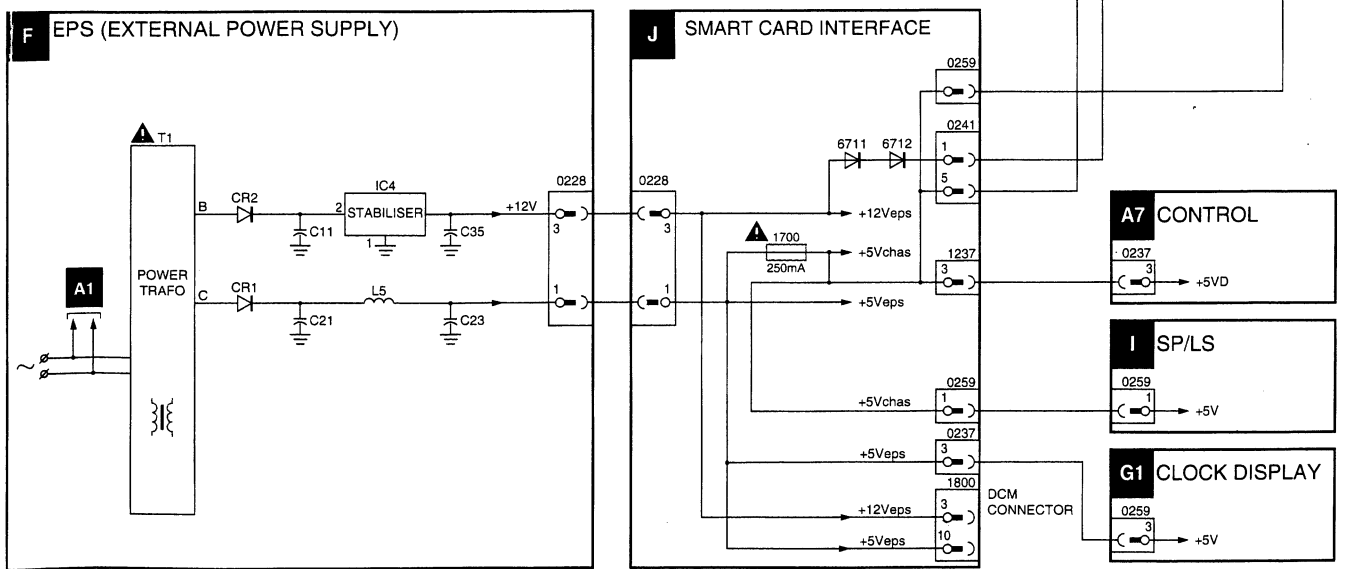 F EPS (EXTERNAL POWER SUPPLY)
T1
POWER
TRAFO
A1
~
B
CR2
C11
IC4
2
STABILISER
1
C35
+12V
0228
3
C
CR1
C21
L5
C23
1
J SMART CARD INTERFACE
0228
3
1
0259
0241
6711 6712
1
5
+12Veps
1700
250mA
+5Vchas
1237
3
+5Veps
0259
+5Vchas
1
0237
+5Veps
3
1800
+12Veps
3
+5Veps
10
DCM
CONNECTOR
A7 CONTROL
0237
3
+5VD
I SP/LS
0259
1
+5V
G1 CLOCK DISPLAY
0259
3
+5V